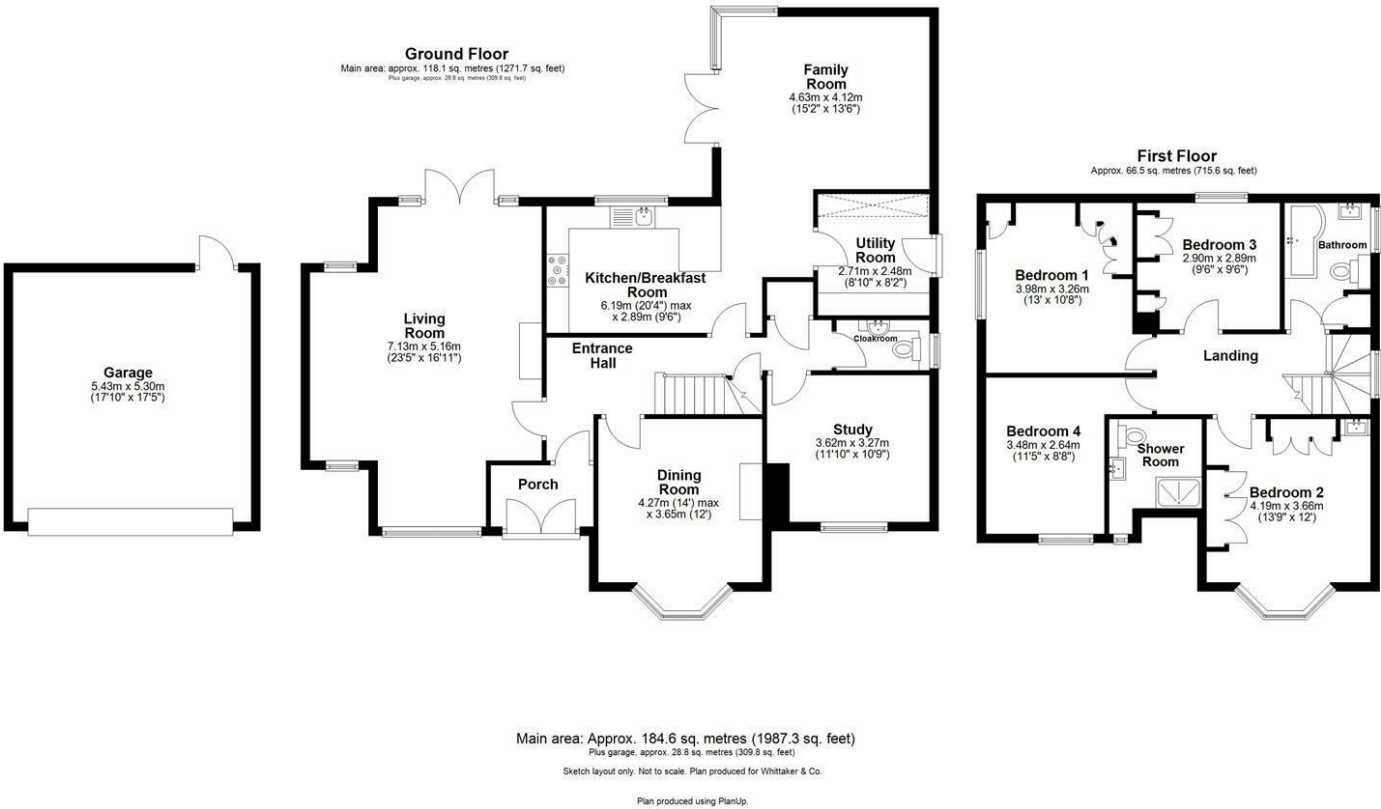 Ground Floor
Main area: approx. 118.1 sq. metres (1271.7 sq. feet)
Plus garage, approx. 28.8 sq. metres (309.8 sq. feet)
Family
Room
4.63m x 4.12m
(15'2" x 13'6")
Utility
Room
2.71m x 2.48m
(8'10" x 8'2")
Kitchen/Breakfast
Room
6.19m (20'4") max
x 2.89m (9'6")
Living
Room
7.13m x 5.16m
(23'5" x 16'11")
Garage
5.43m x 5.30m
(17'10" x 17'5")
Entrance
Hall
Cloakroom
Study
3.62m x 3.27m
(11'10" x 10'9")
Porch
Dining
Room
4.27m (14') max
x 3.65m (12')
First Floor
Approx. 66.5 sq. metres (715.6 sq. feet)
Bedroom 1
3.98m x 3.26m
(13' x 10'8")
Bedroom 3
2.90m x 2.89m
(9'6" x 9'6")
Bathroom
Landing
Bedroom 4
3.48m x 2.64m
(11'5" x 8'8")
Shower
Room
Bedroom 2
4.19m x 3.66m
(13'9" x 12')
Main area: Approx. 184.6 sq. metres (1987.3 sq. feet)
Plus garage, approx. 28.8 sq. metres (309.8 sq. feet)
Sketch layout only. Not to scale. Plan produced for Whittaker & Co.
Plan produced using PlanUp.